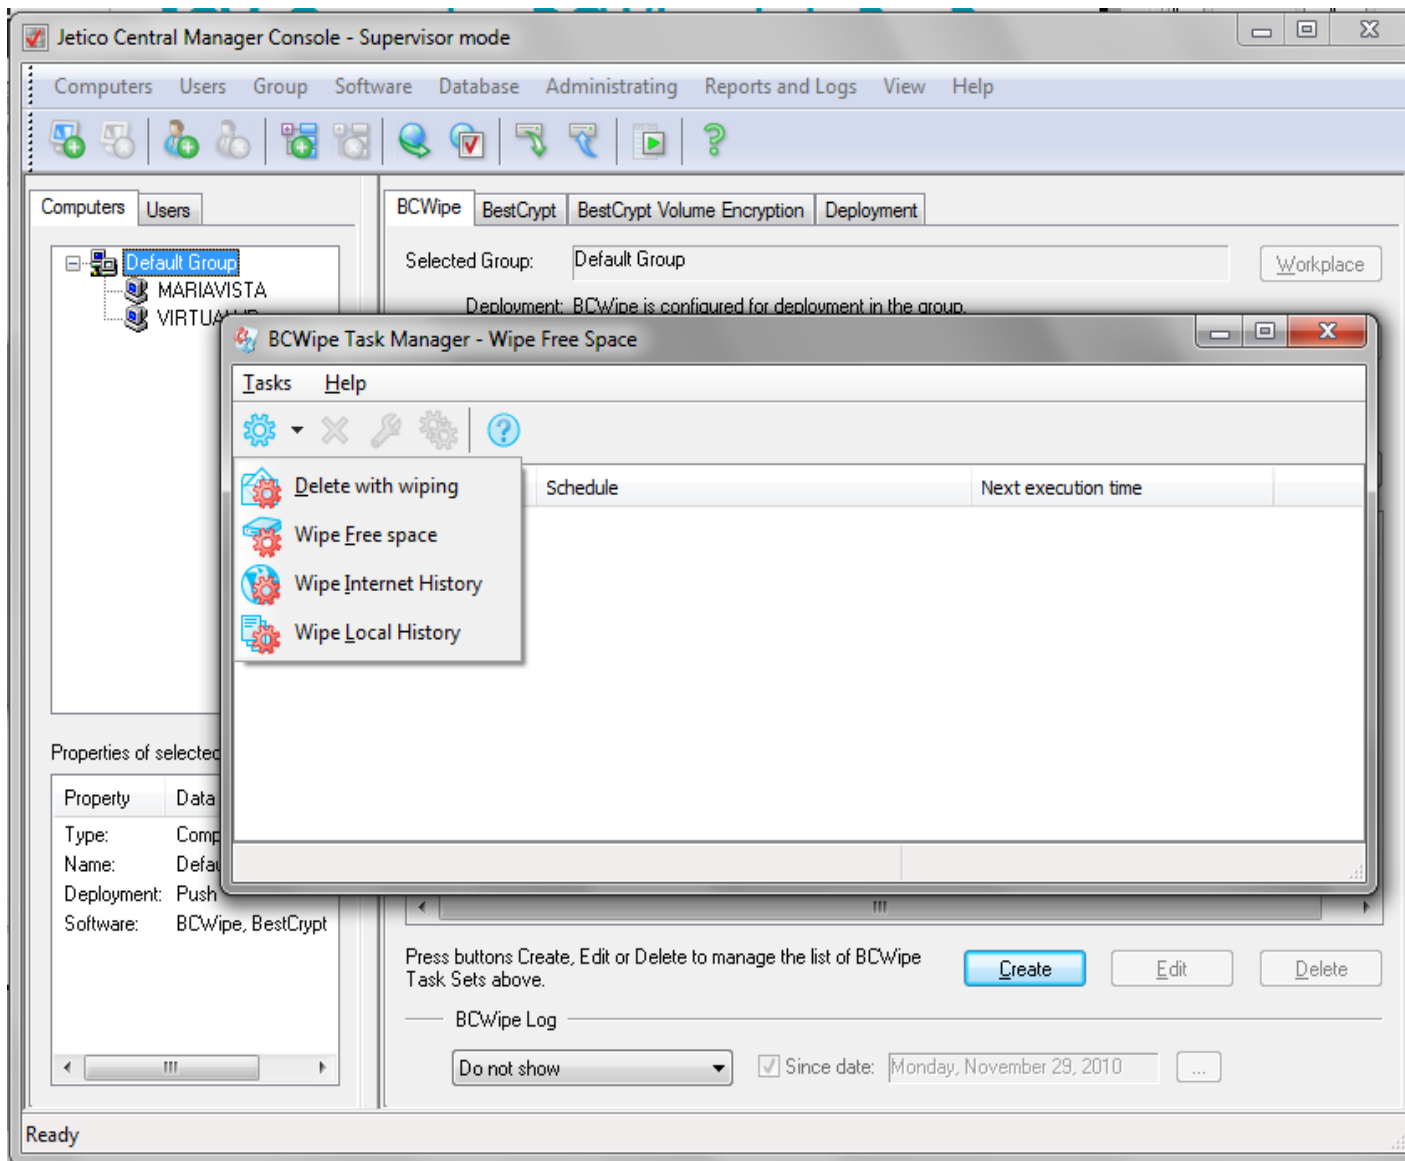 Jetico Central Manager Console - Supervisor mode
Computers Users Group Software Database Administrating Reports and Logs View Help
Computers Users
BCWipe BestCrypt BestCrypt Volume Encryption Deployment
Default Group
MARIAVISTA
Selected Group: Default Group Workplace
Deployment: BCWipe is configured for deployment in the group.
BCWipe Task Manager - Wipe Free Space
Tasks Help
Schedule Next execution time
Delete with wiping
Wipe Free space
Wipe Internet History
Wipe Local History
Properties of selected
Property Data
Type: Comp
Name: Defau
Deployment: Push
Software: BCWipe, BestCrypt
Press buttons Create, Edit or Delete to manage the list of BCWipe
Task Sets above.
Create Edit Delete
BCWipe Log
Do not show Since date: Monday, November 29, 2010 ...
Ready